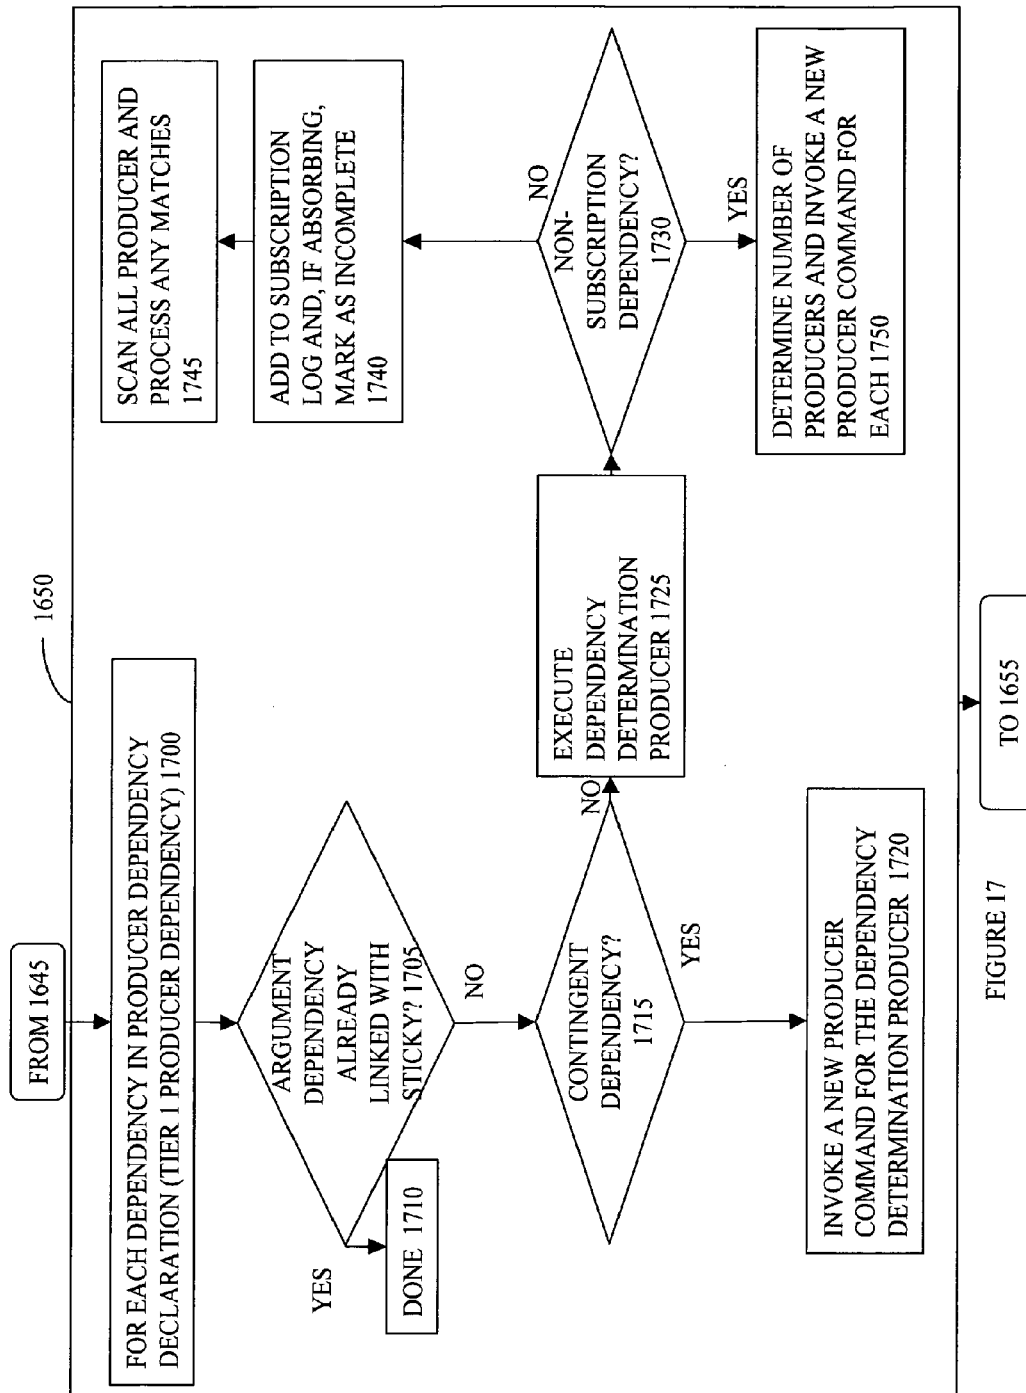 FROM 1645
1650
FOR EACH DEPENDENCY IN PRODUCER DEPENDENCY
DECLARATION (TIER 1 PRODUCER DEPENDENCY) 1700
ARGUMENT
DEPENDENCY
ALREADY
LINKED WITH
STICKY? 1705
YES
DONE 1710
NO
CONTINGENT
DEPENDENCY?
1715
YES
INVOKE A NEW PRODUCER
COMMAND FOR THE DEPENDENCY
DETERMINATION PRODUCER 1720
NO
EXECUTE
DEPENDENCY
DETERMINATION
PRODUCER 1725
NON-
SUBSCRIPTION
DEPENDENCY?
1730
NO
ADD TO SUBSCRIPTION
LOG AND, IF ABSORBING,
MARK AS INCOMPLETE
1740
SCAN ALL PRODUCER AND
PROCESS ANY MATCHES
1745
YES
DETERMINE NUMBER OF
PRODUCERS AND INVOKE A NEW
PRODUCER COMMAND FOR
EACH 1750
TO 1655
FIGURE 17